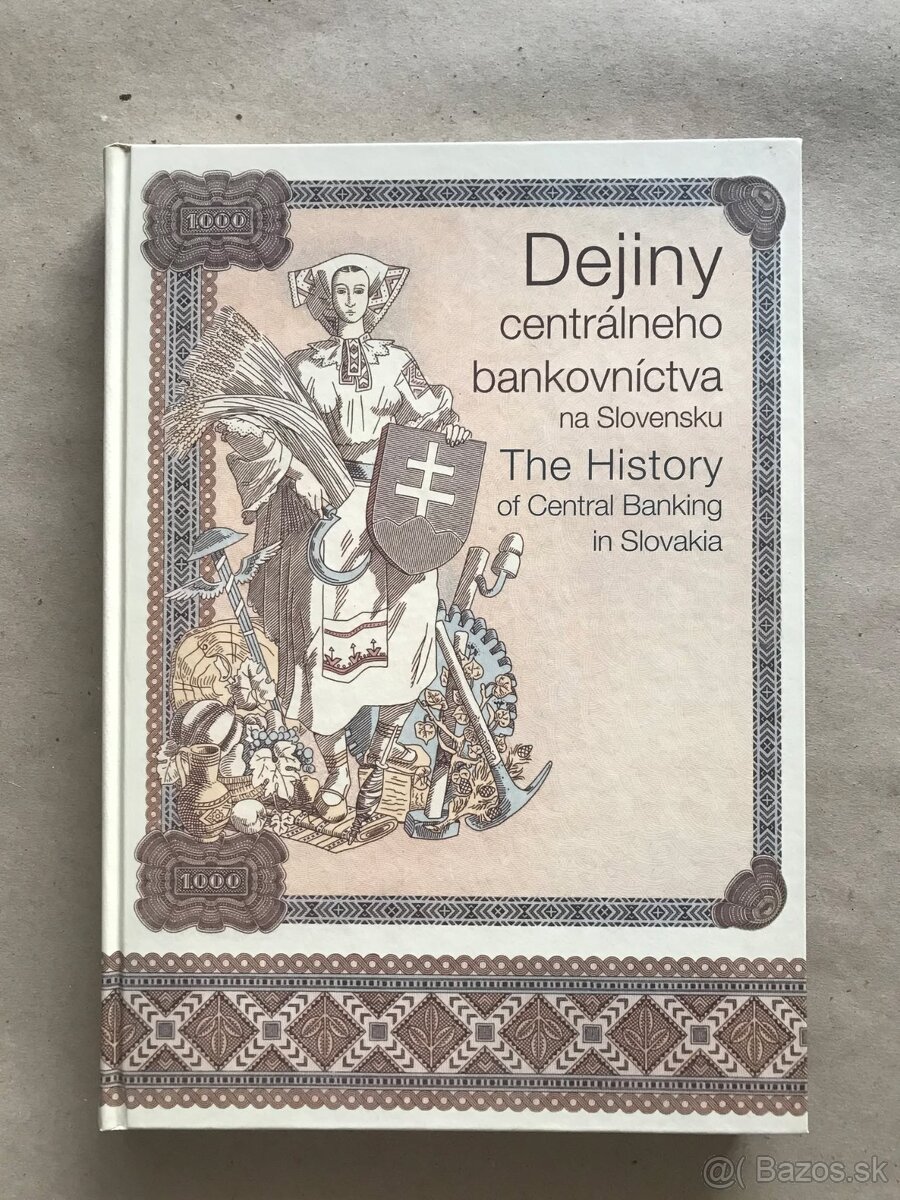 1000
Dejiny
centrálneho
bankovníctva
na Slovensku
The History
of Central Banking
in Slovakia
1000
@( Bazos.sk